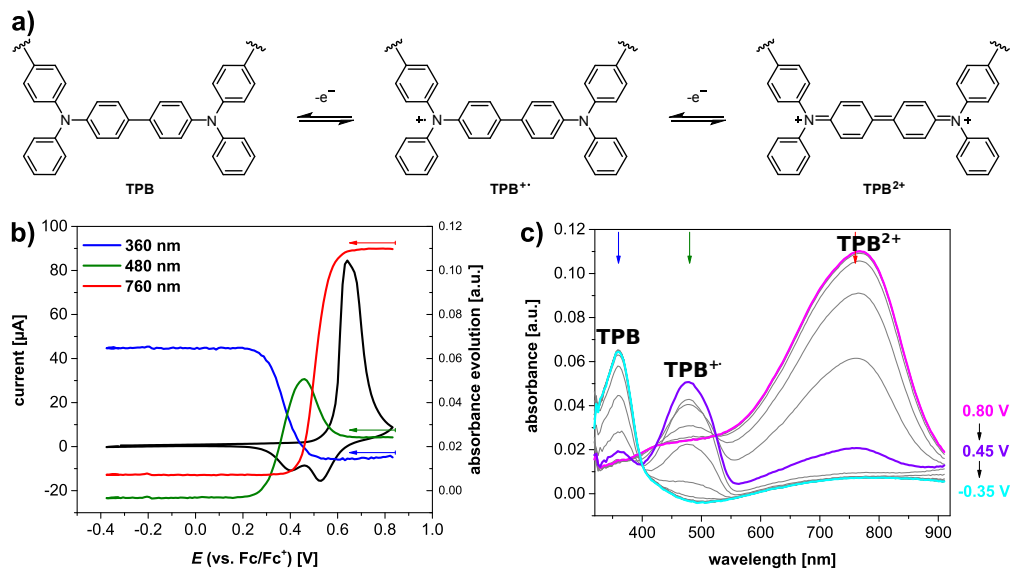 a)
-e⁻
-e⁻
N
N
N
N
N
N
+·
+
+
TPB
TPB⁺·
TPB²⁺
b)
360 nm
480 nm
760 nm
100
80
60
40
20
0
-20
current [µA]
0.12
0.10
0.08
0.06
0.04
0.02
0.00
absorbance evolution [a.u.]
-0.4
-0.2
0.0
0.2
0.4
0.6
0.8
1.0
E (vs. Fc/Fc⁺) [V]
c)
0.12
0.10
0.08
0.06
0.04
0.02
0.00
absorbance [a.u.]
TPB
TPB⁺·
TPB²⁺
400
500
600
700
800
900
wavelength [nm]
0.80 V
0.45 V
-0.35 V